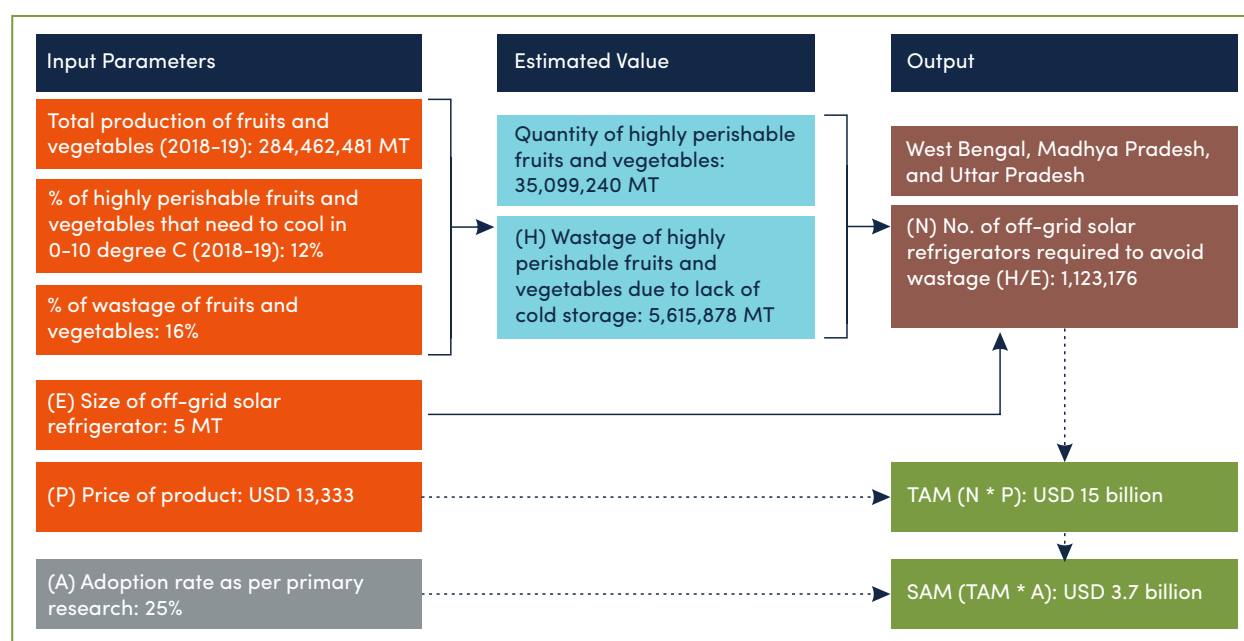 Input Parameters
Total production of fruits and
vegetables (2018-19): 284,462,481 MT
% of highly perishable fruits and
vegetables that need to cool in
0-10 degree C (2018-19): 12%
% of wastage of fruits and
vegetables: 16%
(E) Size of off-grid solar
refrigerator: 5 MT
(P) Price of product: USD 13,333
(A) Adoption rate as per primary
research: 25%
Estimated Value
Quantity of highly perishable
fruits and vegetables:
35,099,240 MT
(H) Wastage of highly
perishable fruits and
vegetables due to lack of
cold storage: 5,615,878 MT
Output
West Bengal, Madhya Pradesh,
and Uttar Pradesh
(N) No. of off-grid solar
refrigerators required to avoid
wastage (H/E): 1,123,176
TAM (N * P): USD 15 billion
SAM (TAM * A): USD 3.7 billion